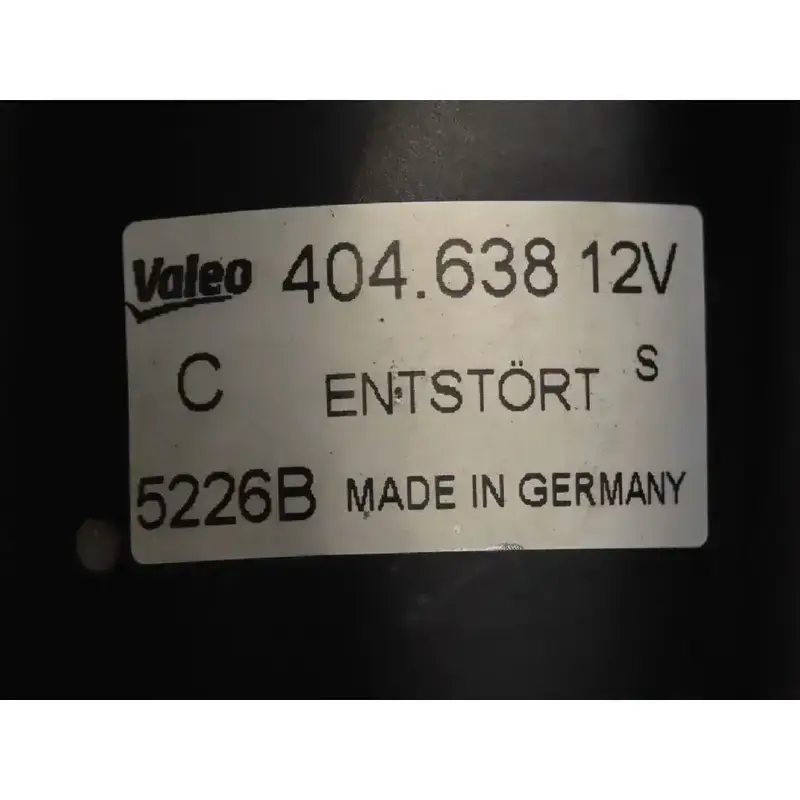 Valeo 404.638 12V
C ENTSTÖRT S
5226B MADE IN GERMANY